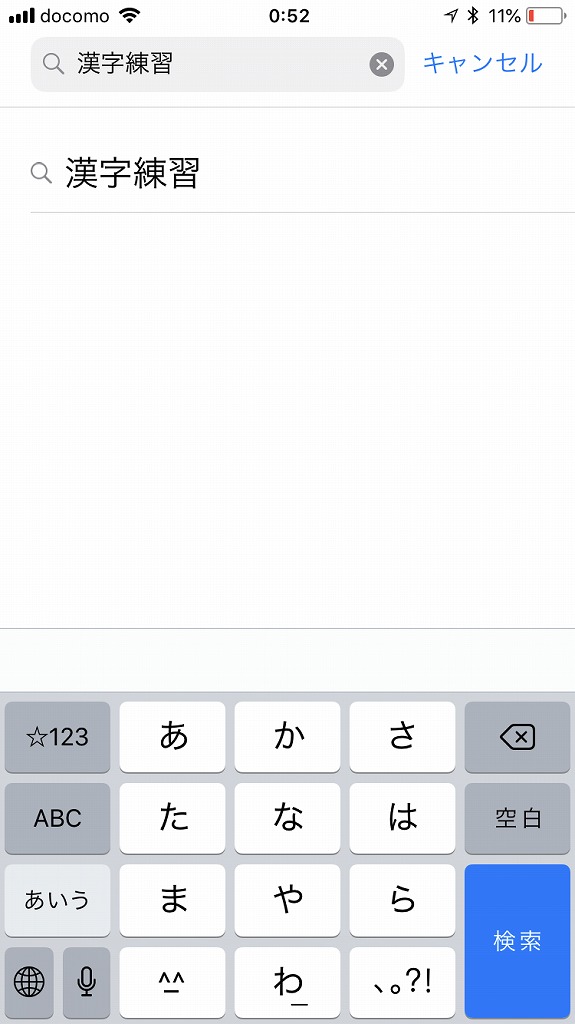 docomo 0:52 11%
漢字練習 キャンセル
漢字練習
☆123 あ か さ
ABC た な は 空白
あいう ま や ら 検索
^^ わ 、。?!